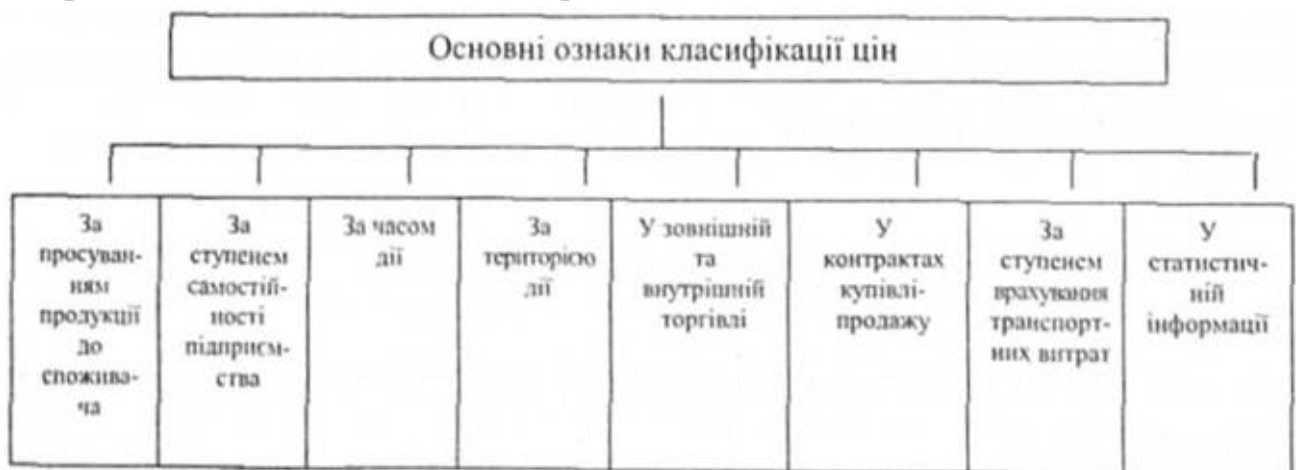 Основні ознаки класифікації цін
За
просуван-
ням
продукції
до
спожива-
ча
За
ступенем
самостій-
ності
підприєм-
ства
За часом
дії
За
територією
дії
У зовнішній
та
внутрішній
торгівлі
У
контрактах
купівлі-
продажу
За
ступенем
врахування
транспорт-
них витрат
У
статистич-
ній
інформації